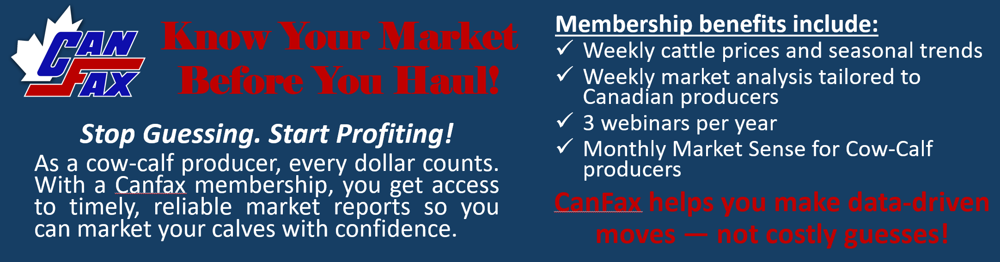 CAN
FAX
Know Your Market
Before You Haul!
Stop Guessing. Start Profiting!
As a cow-calf producer, every dollar counts.
With a Canfax membership, you get access
to timely, reliable market reports so you
can market your calves with confidence.
Membership benefits include:
✓ Weekly cattle prices and seasonal trends
✓ Weekly market analysis tailored to
Canadian producers
✓ 3 webinars per year
✓ Monthly Market Sense for Cow-Calf
producers
CanFax helps you make data-driven
moves — not costly guesses!